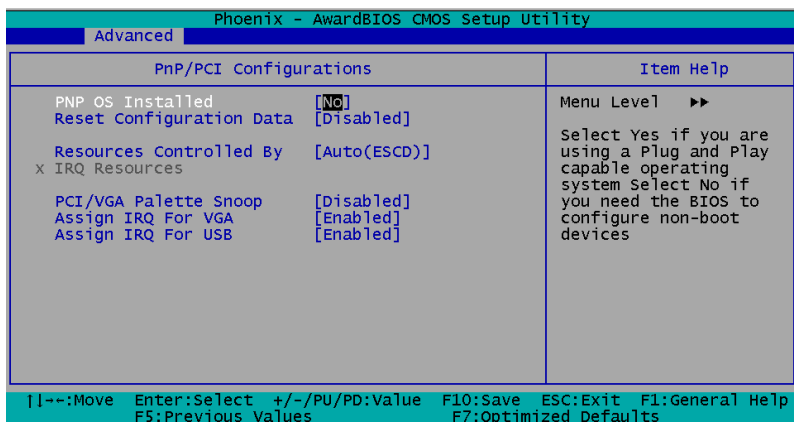 Phoenix - AwardBIOS CMOS Setup Utility
Advanced
PnP/PCI Configurations
Item Help
PNP OS Installed [No]
Reset Configuration Data [Disabled]
Resources Controlled By [Auto(ESCD)]
x IRQ Resources
PCI/VGA Palette Snoop [Disabled]
Assign IRQ For VGA [Enabled]
Assign IRQ For USB [Enabled]
Menu Level ▶▶
Select Yes if you are
using a Plug and Play
capable operating
system Select No if
you need the BIOS to
configure non-boot
devices
↑↓→←:Move Enter:Select +/-/PU/PD:Value F10:Save ESC:Exit F1:General Help
F5:Previous Values F7:Optimized Defaults